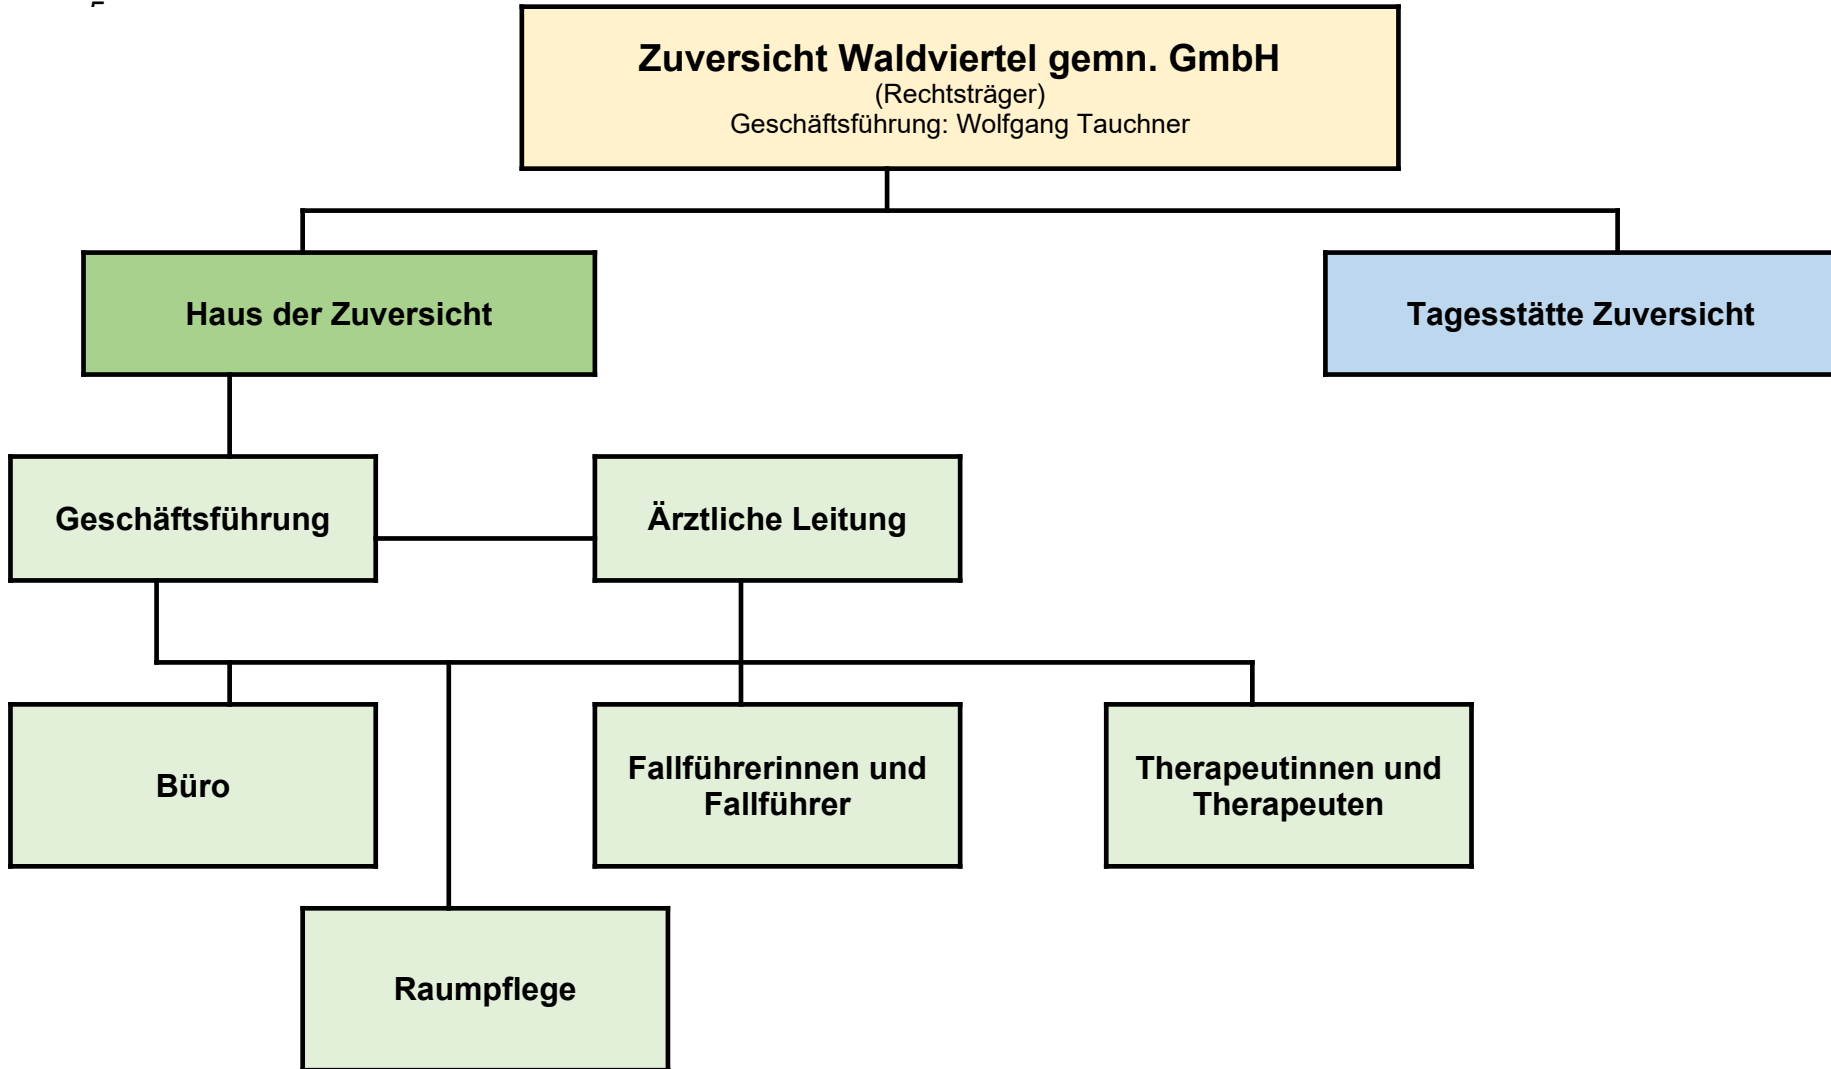 Zuversicht Waldviertel gemn. GmbH
(Rechtsträger)
Geschäftsführung: Wolfgang Tauchner
Haus der Zuversicht
Tagesstätte Zuversicht
Geschäftsführung
Ärztliche Leitung
Büro
Fallführerinnen und
Fallführer
Therapeutinnen und
Therapeuten
Raumpflege